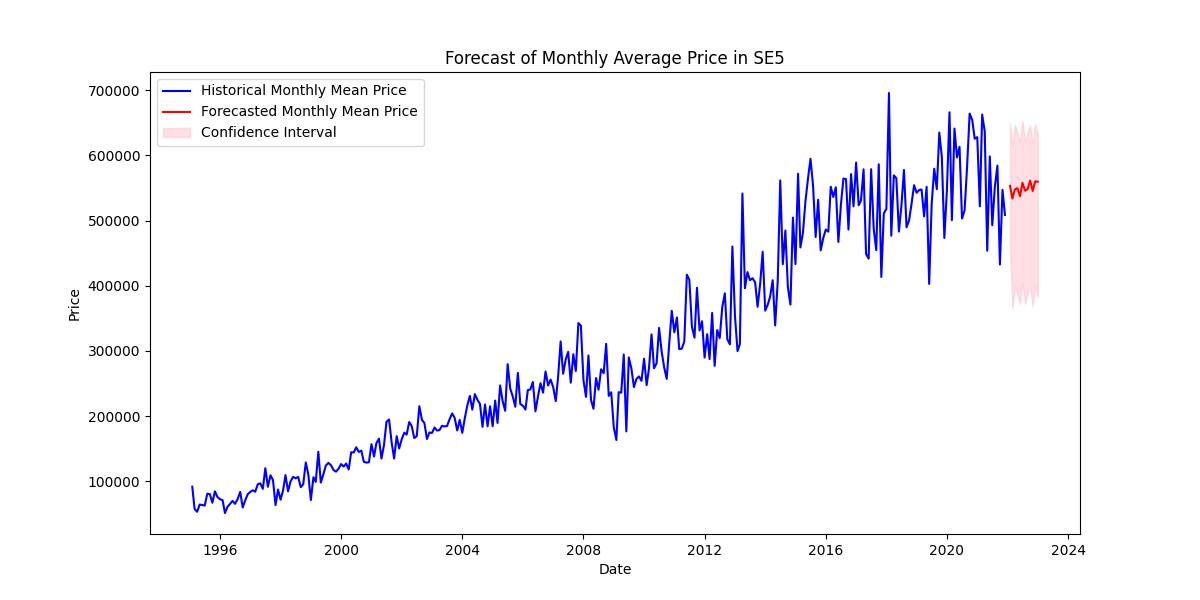 Forecast of Monthly Average Price in SE5
Historical Monthly Mean Price
Forecasted Monthly Mean Price
Confidence Interval
700000
600000
500000
400000
300000
200000
100000
Price
1996 2000 2004 2008 2012 2016 2020 2024
Date